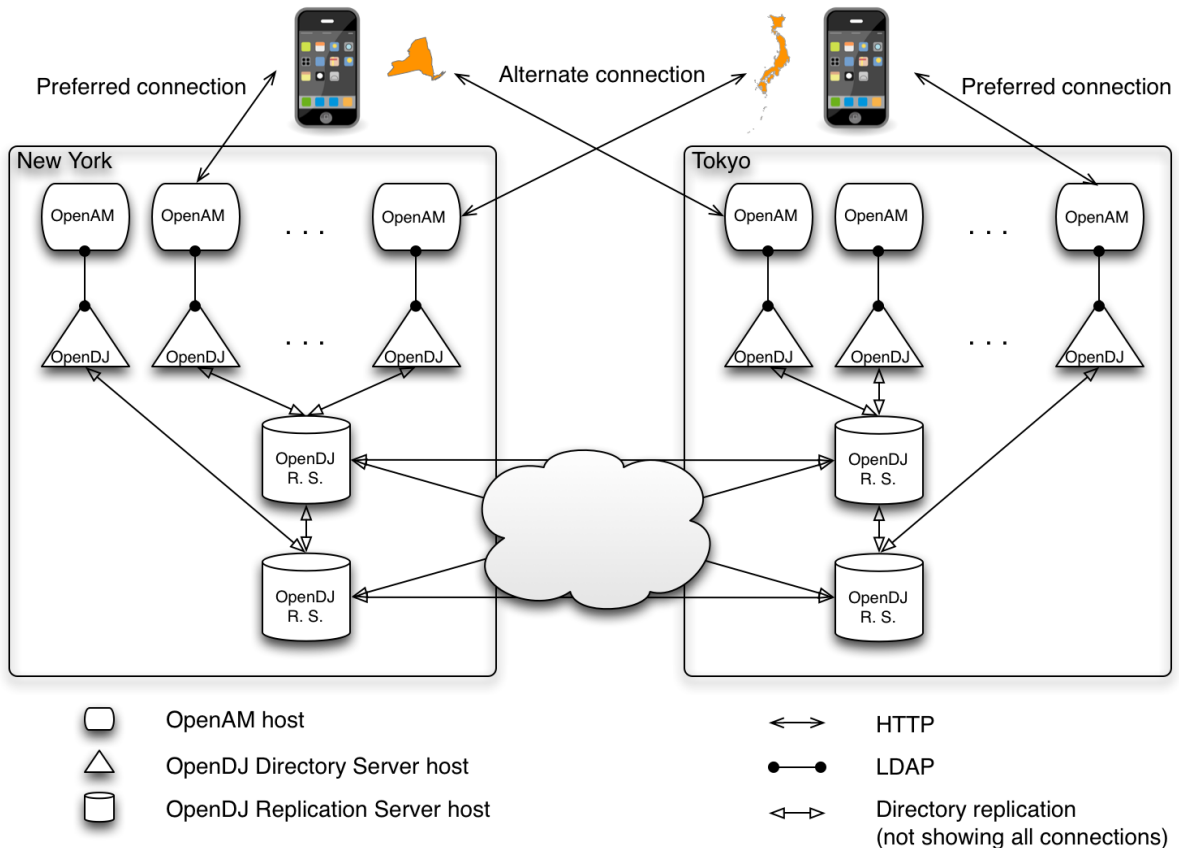 Preferred connection
Alternate connection
Preferred connection
New York
OpenAM
OpenAM
. . .
OpenAM
OpenDJ
OpenDJ
. . .
OpenDJ
OpenDJ
R. S.
OpenDJ
R. S.
Tokyo
OpenAM
OpenAM
. . .
OpenAM
OpenDJ
OpenDJ
. . .
OpenDJ
OpenDJ
R. S.
OpenDJ
R. S.
OpenAM host
OpenDJ Directory Server host
OpenDJ Replication Server host
HTTP
LDAP
Directory replication
(not showing all connections)